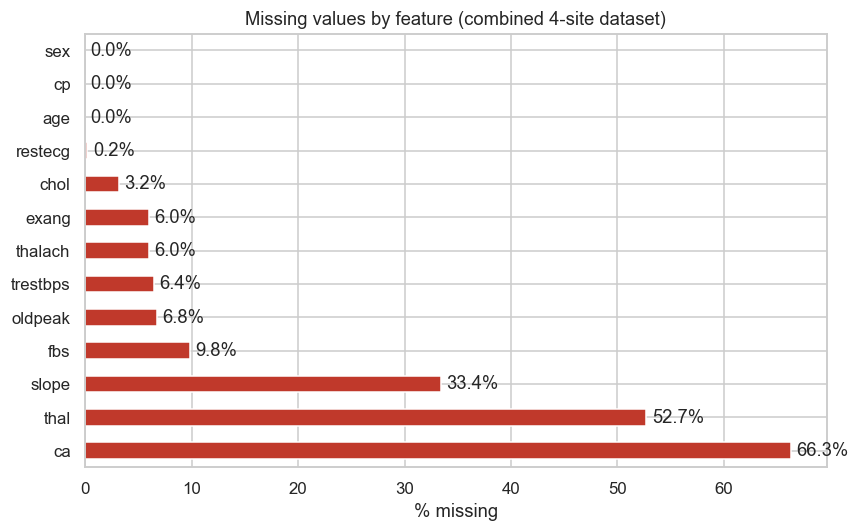 Missing values by feature (combined 4-site dataset)
sex 0.0%
cp 0.0%
age 0.0%
restecg 0.2%
chol 3.2%
exang 6.0%
thalach 6.0%
trestbps 6.4%
oldpeak 6.8%
fbs 9.8%
slope 33.4%
thal 52.7%
ca 66.3%
0 10 20 30 40 50 60
% missing